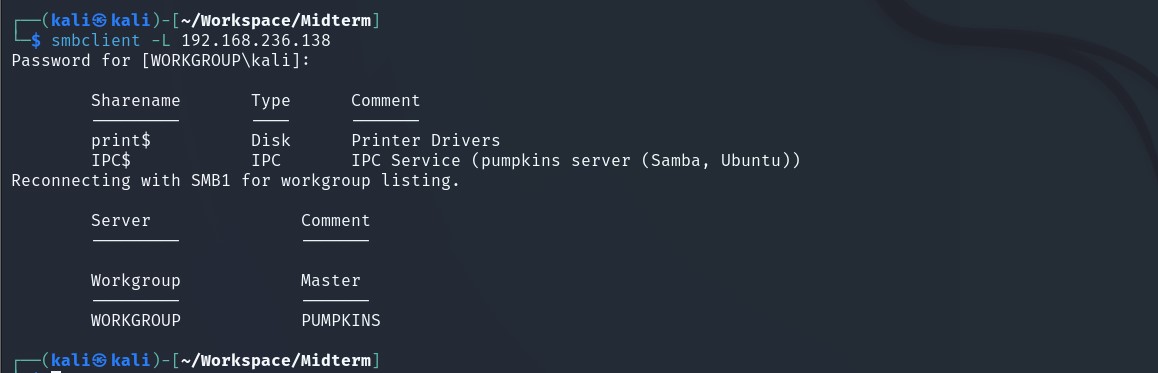 ┌──(kali㉿kali)-[~/Workspace/Midterm]
└─$ smbclient -L 192.168.236.138
Password for [WORKGROUP\kali]:
Sharename Type Comment
--------- ---- -------
print$ Disk Printer Drivers
IPC$ IPC IPC Service (pumpkins server (Samba, Ubuntu))
Reconnecting with SMB1 for workgroup listing.
Server Comment
--------- -------
Workgroup Master
--------- -------
WORKGROUP PUMPKINS
┌──(kali㉿kali)-[~/Workspace/Midterm]